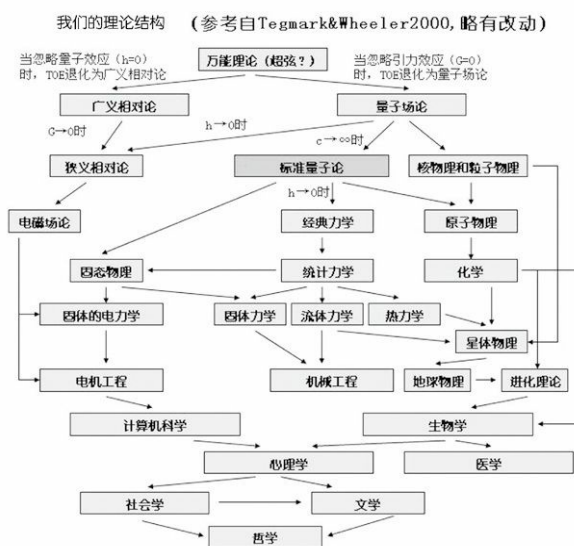 我们的理论结构 (参考自Tegmark&Wheeler2000,略有改动)
当忽略量子效应（h=0）
时，TOE退化为广义相对论
万能理论（超弦？）
当忽略引力效应（G=0）
时，TOE退化为量子场论
广义相对论
量子场论
G→0时
h→0时
c→∞时
狭义相对论
标准量子论
核物理和粒子物理
h→0时
电磁场论
经典力学
原子物理
固态物理
统计力学
化学
固体的电力学
固体力学
流体力学
热力学
星体物理
电机工程
机械工程
地球物理
进化理论
计算机科学
生物学
心理学
医学
社会学
文学
哲学